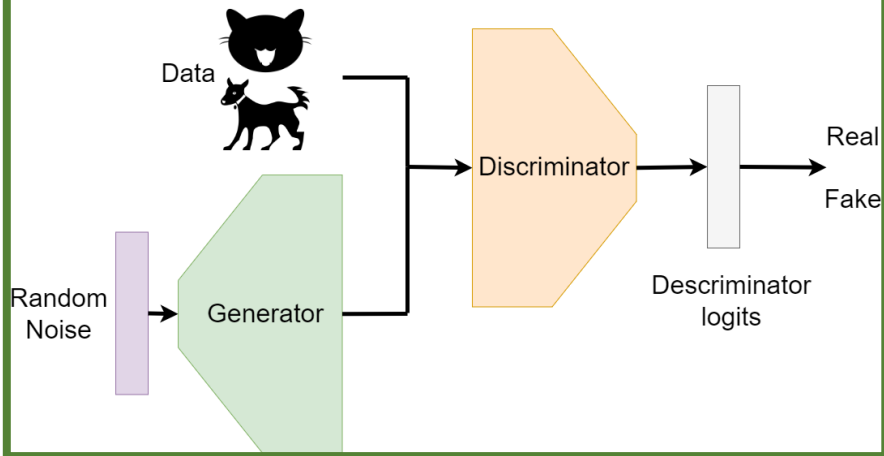 Data
Discriminator
Real
Fake
Random
Noise
Generator
Descriminator
logits